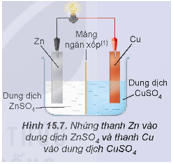 Zn
Màng
ngăn xốp(1)
Cu
Dung dịch
ZnSO4
Dung dịch
CuSO4
Hình 15.7. Nhúng thanh Zn vào
dung dịch ZnSO4 và thanh Cu
vào dung dịch CuSO4